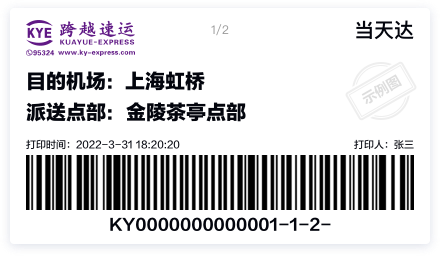 KYE 跨越速运 1/2 当天达
KUAYUE-EXPRESS
95324 www.ky-express.com
目的机场：上海虹桥
派送点部：金陵茶亭点部
示例图
打印时间：2022-3-31 18:20:20 打印人：张三
KY0000000000001-1-2-